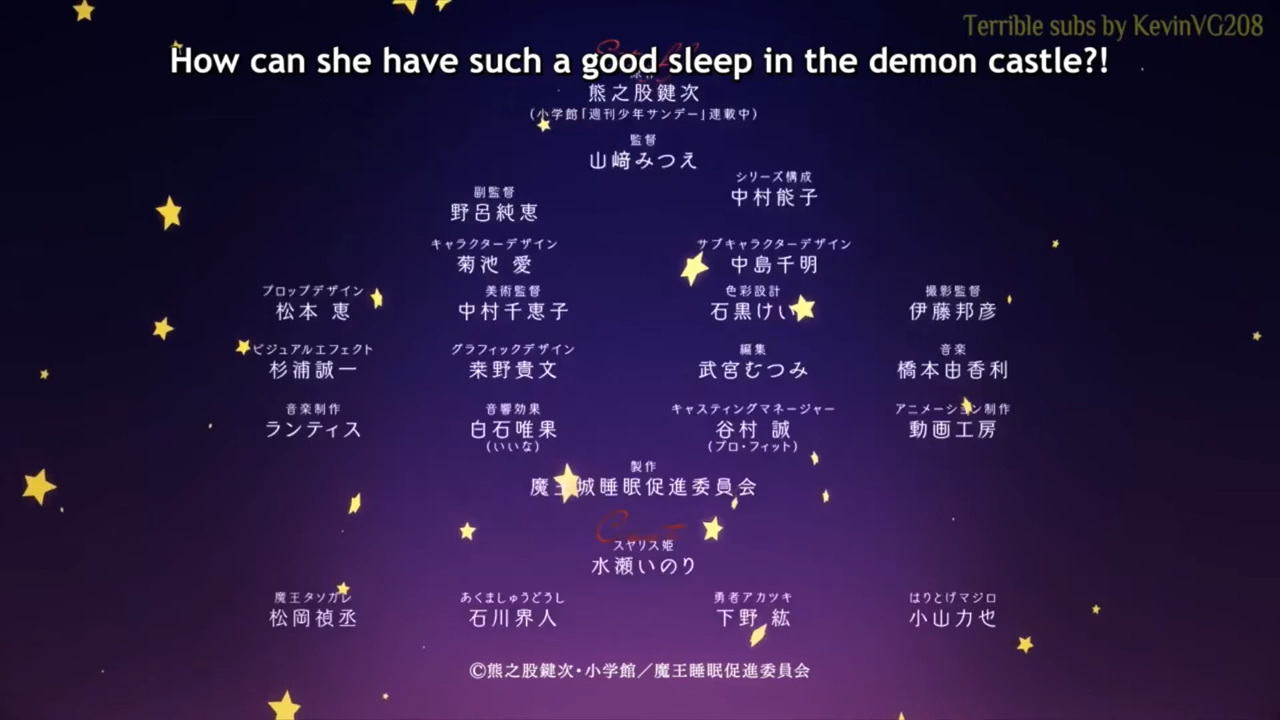 Terrible subs by KevinVG208
How can she have such a good sleep in the demon castle?!
熊之股鍵次
(小学館「週刊少年サンデー」連載中)
監督
山﨑みつえ
副監督
野呂純恵
シリーズ構成
中村能子
キャラクターデザイン
菊池 愛
サブキャラクターデザイン
中島千明
プロップデザイン
松本 恵
美術監督
中村千恵子
色彩設計
石黒けい
撮影監督
伊藤邦彦
ビジュアルエフェクト
杉浦誠一
グラフィックデザイン
桒野貴文
編集
武宮むつみ
音楽
橋本由香利
音楽制作
ランティス
音響効果
白石唯果
(いいな)
キャスティングマネージャー
谷村 誠
(プロ・フィット)
アニメーション制作
動画工房
製作
魔王城睡眠促進委員会
Cast
スヤリス姫
水瀬いのり
魔王タソガレ
松岡禎丞
あくましゅうどうし
石川界人
勇者アカツキ
下野 紘
はりとげマジロ
小山力也
©熊之股鍵次・小学館／魔王城睡眠促進委員会